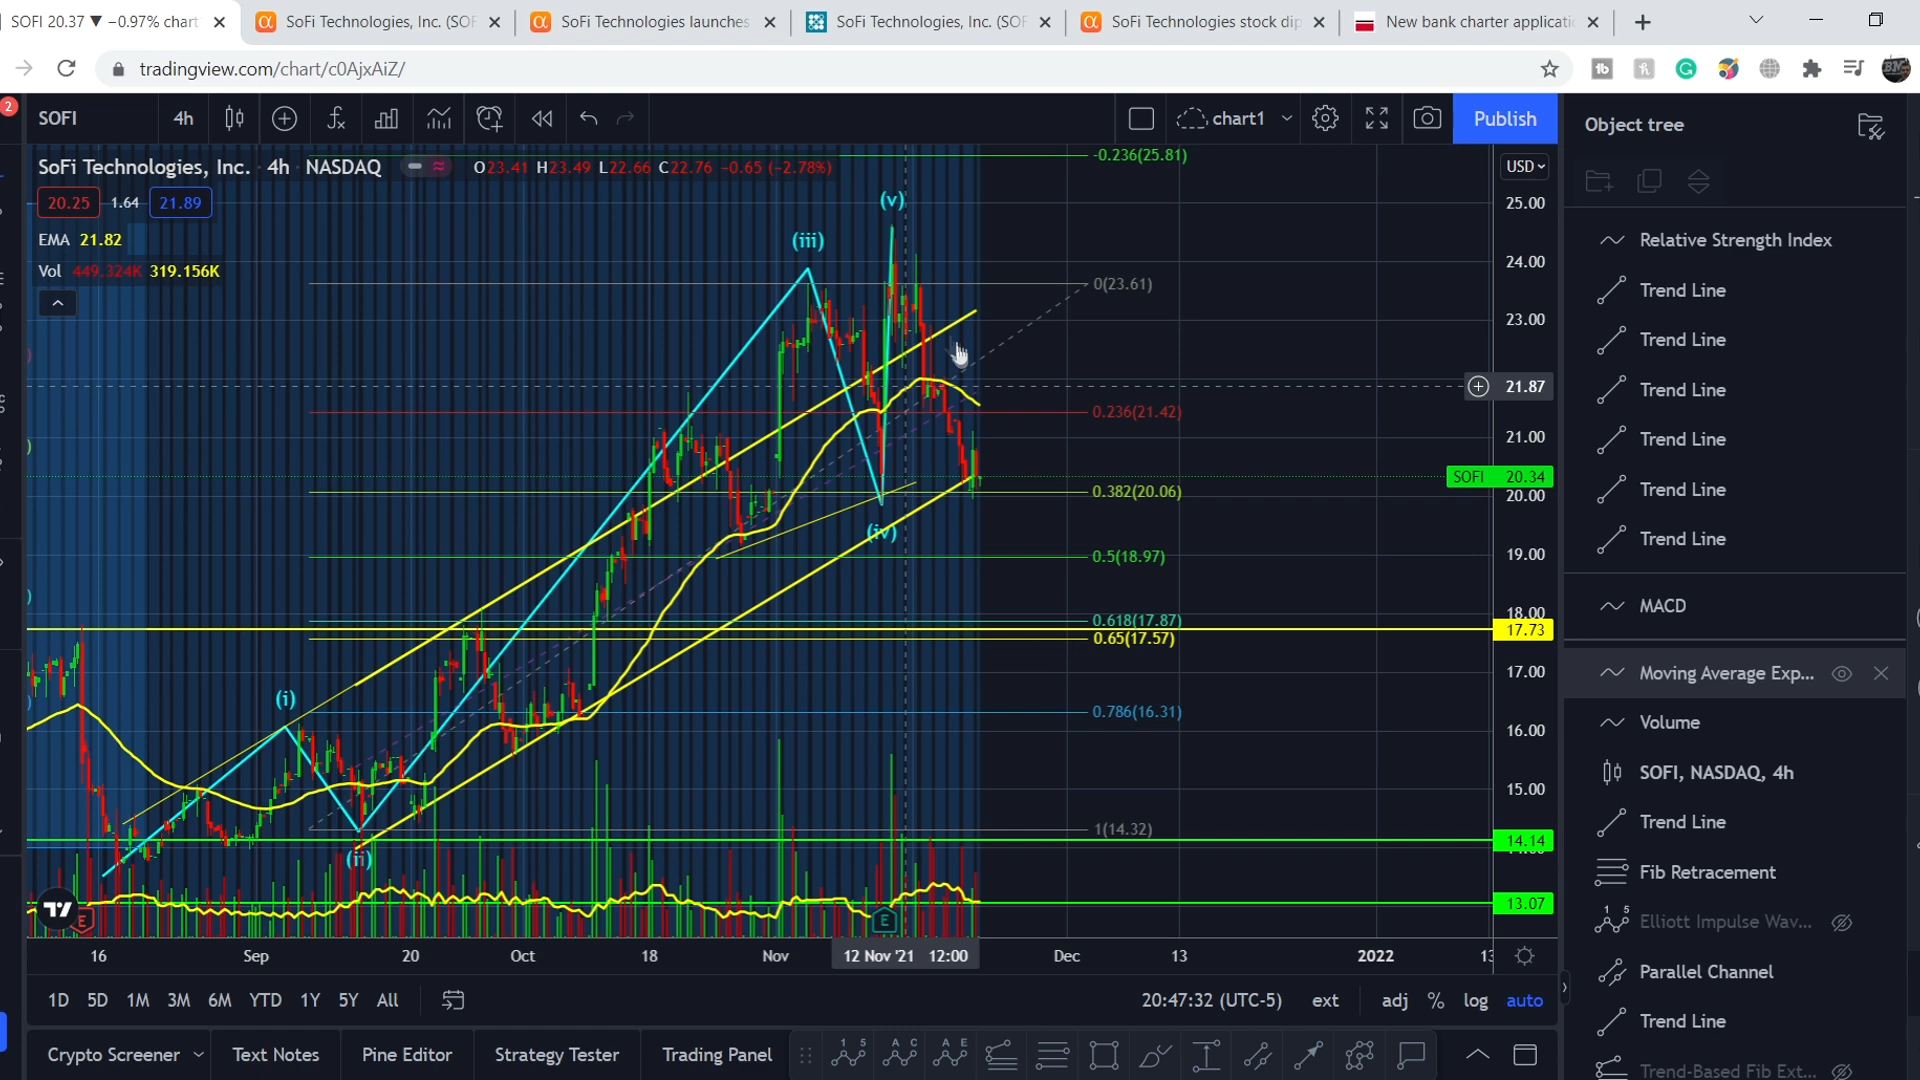 SOFI 20.37 ▼ −0.97% chart
SoFi Technologies, Inc. (SOF
SoFi Technologies launches
SoFi Technologies, Inc. (SOF
SoFi Technologies stock dip
New bank charter applicati
tradingview.com/chart/c0AjxAiZ/
2
SOFI
4h
chart1
Publish
Object tree
SoFi Technologies, Inc. 4h NASDAQ
O23.41 H23.49 L22.66 C22.76 -0.65 (-2.78%)
20.25 1.64 21.89
EMA 21.82
Vol 449.324K 319.156K
-0.236(25.81)
0(23.61)
0.236(21.42)
0.382(20.06)
0.5(18.97)
0.618(17.87)
0.65(17.57)
0.786(16.31)
1(14.32)
(i)
(ii)
(iii)
(iv)
(v)
E
E
USD
25.00
24.00
23.00
21.87
21.00
SOFI 20.34
20.00
19.00
18.00
17.73
17.00
16.00
15.00
14.14
13.07
16
Sep
20
Oct
18
Nov
12 Nov '21 12:00
Dec
13
2022
13
1D 5D 1M 3M 6M YTD 1Y 5Y All
20:47:32 (UTC-5)
ext
adj
%
log
auto
Crypto Screener
Text Notes
Pine Editor
Strategy Tester
Trading Panel
Relative Strength Index
Trend Line
Trend Line
Trend Line
Trend Line
Trend Line
Trend Line
MACD
Moving Average Exp...
Volume
SOFI, NASDAQ, 4h
Trend Line
Fib Retracement
Elliott Impulse Wav...
Parallel Channel
Trend Line
Trend-Based Fib Ext...